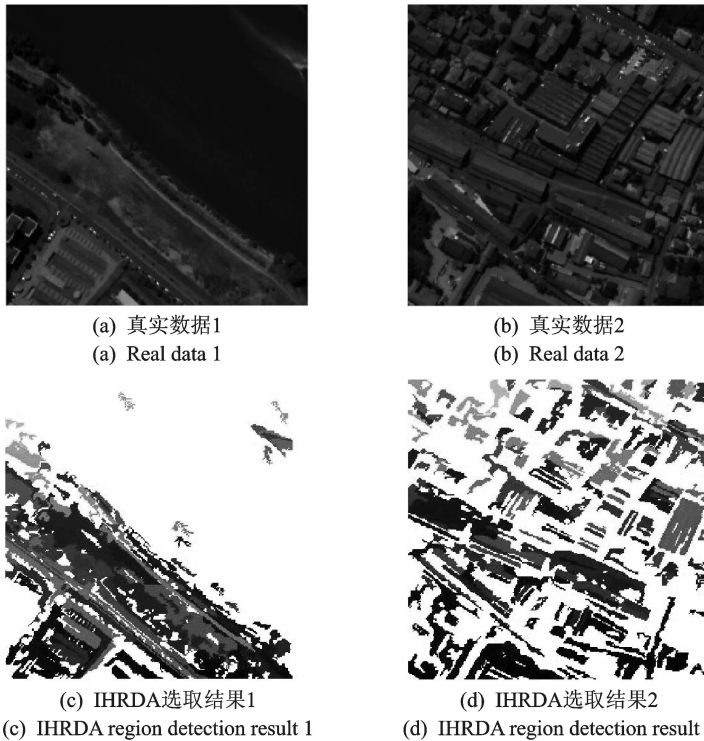 (a) 真实数据1
(a) Real data 1
(b) 真实数据2
(b) Real data 2
(c) IHRDA选取结果1
(c) IHRDA region detection result 1
(d) IHRDA选取结果2
(d) IHRDA region detection result